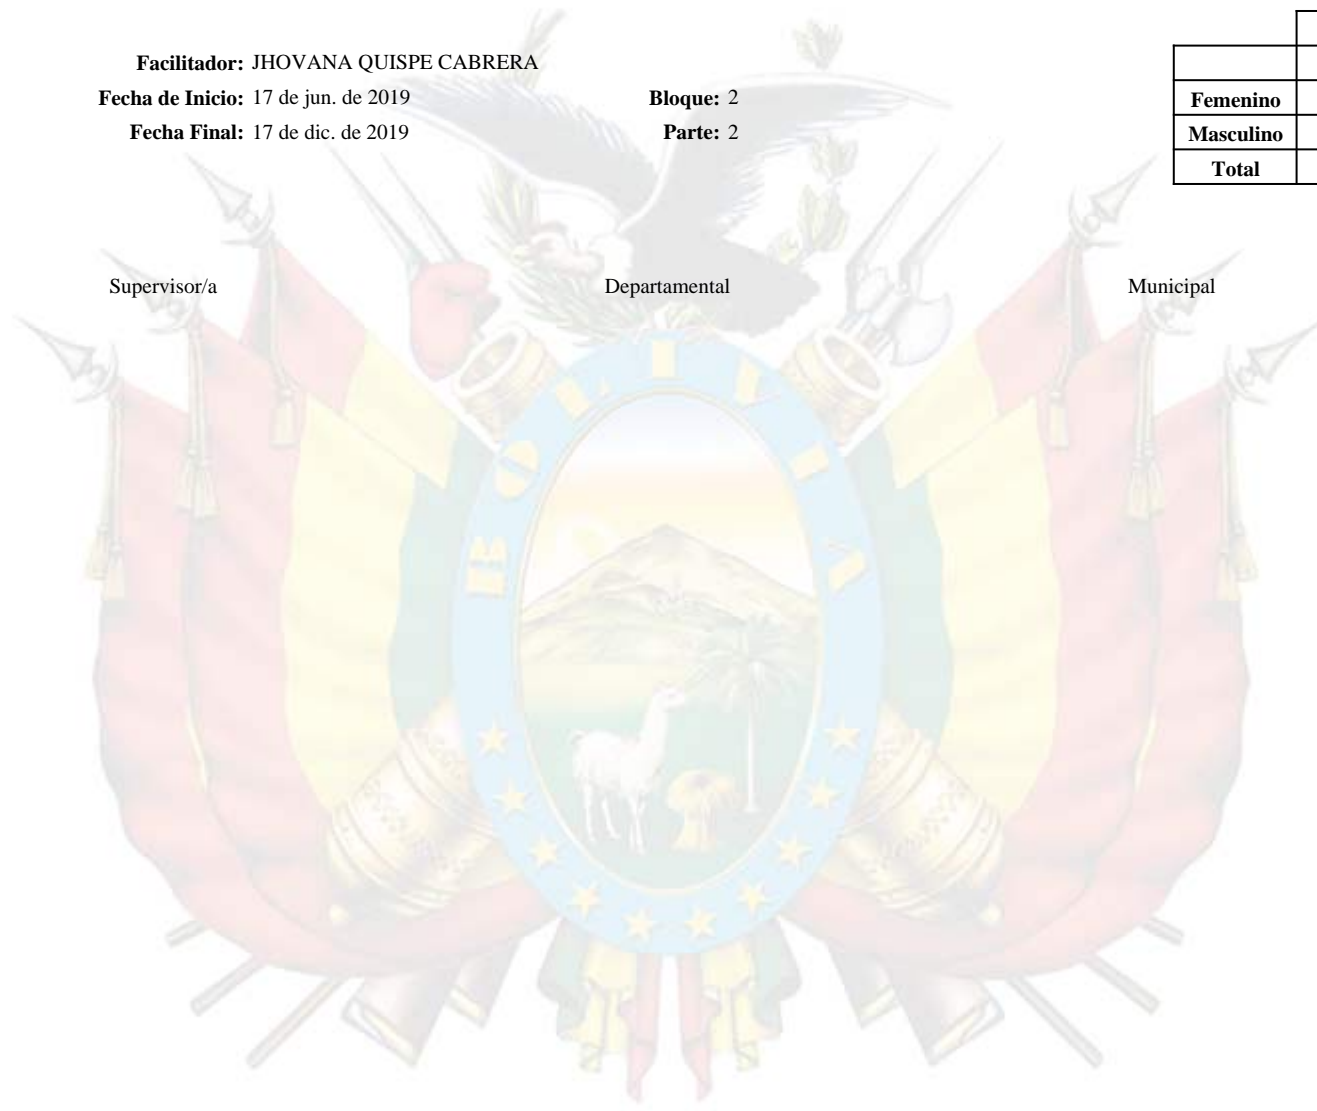 Facilitador: JHOVANA QUISPE CABRERA
Fecha de Inicio: 17 de jun. de 2019 Bloque: 2
Fecha Final: 17 de dic. de 2019 Parte: 2
Femenino
Masculino
Total
Supervisor/a Departamental Municipal
BOLIVIA